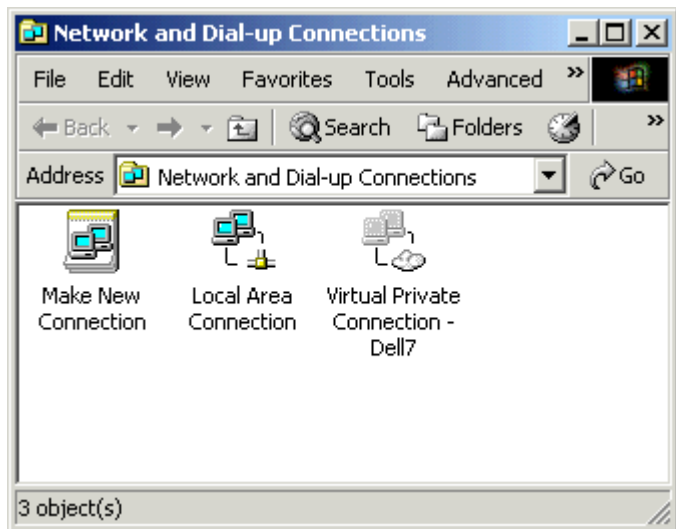 Network and Dial-up Connections
File Edit View Favorites Tools Advanced »
Back Search Folders »
Address Network and Dial-up Connections Go
Make New Connection
Local Area Connection
Virtual Private Connection - Dell7
3 object(s)